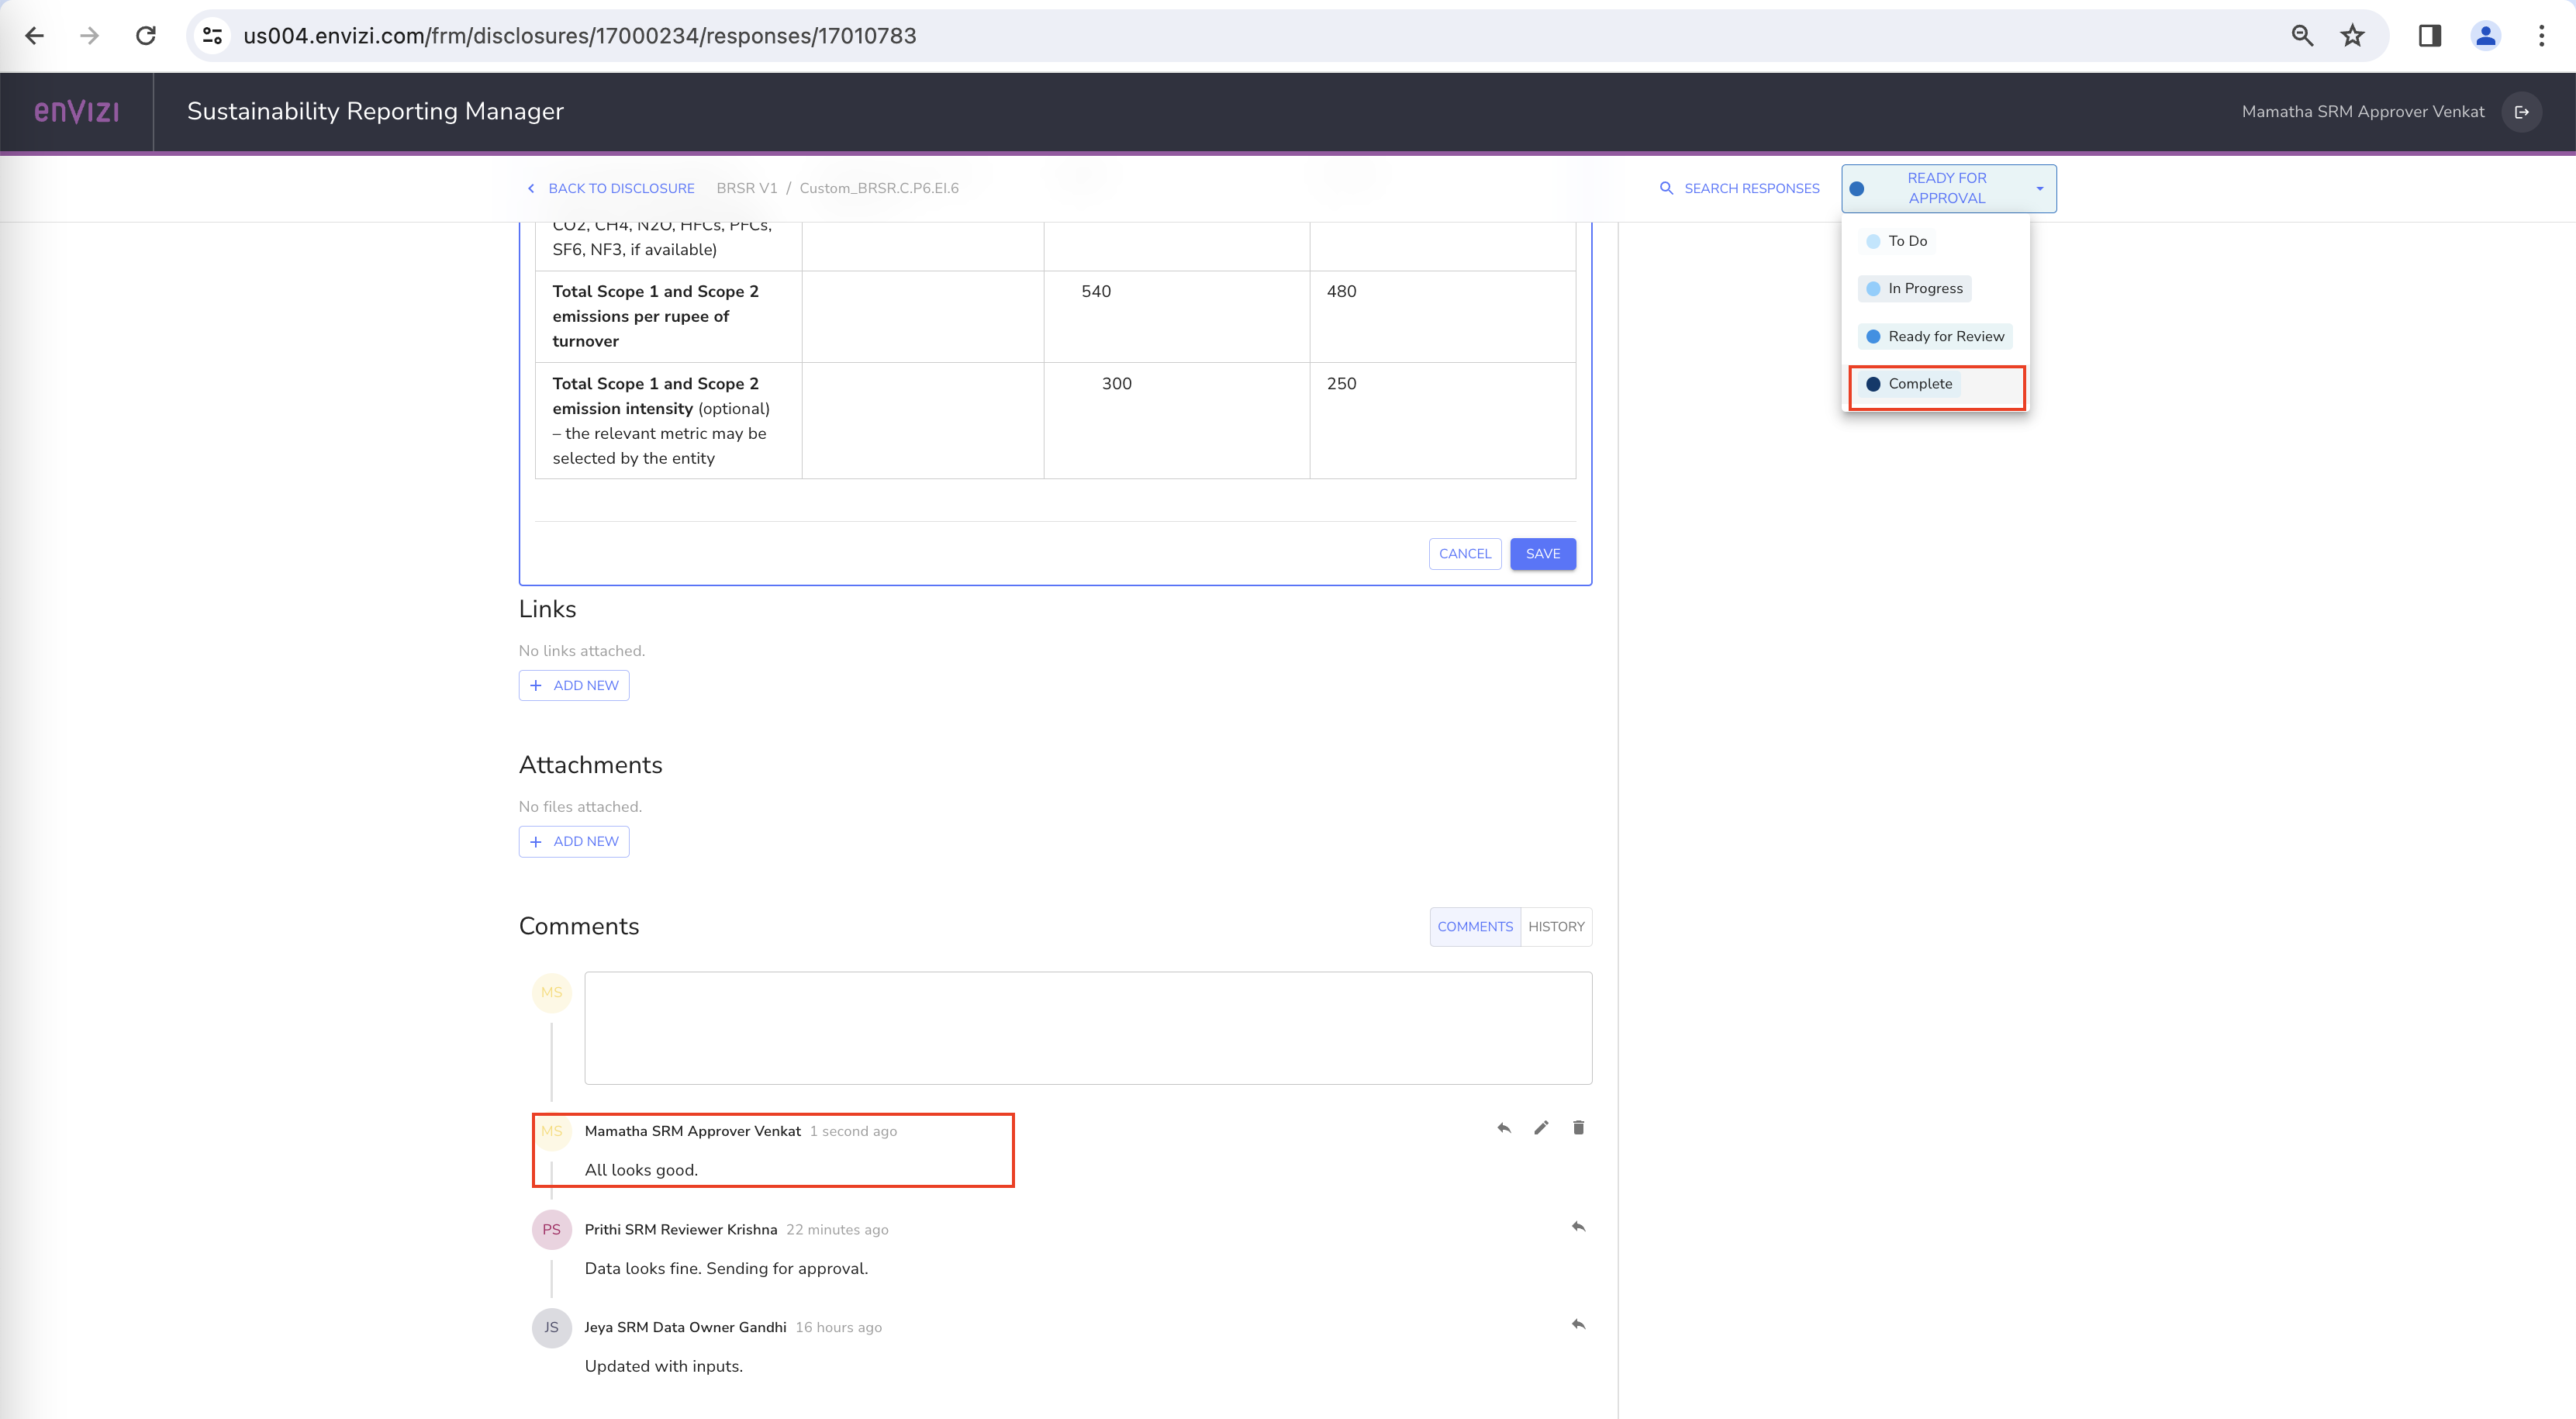 us004.envizi.com/frm/disclosures/17000234/responses/17010783
enVIZI
Sustainability Reporting Manager
Mamatha SRM Approver Venkat
BACK TO DISCLOSURE
BRSR V1 / Custom_BRSR.C.P6.EI.6
SEARCH RESPONSES
READY FOR
APPROVAL
To Do
In Progress
Ready for Review
Complete
CO2, CH4, N2O, HFCs, PFCs,
SF6, NF3, if available)
Total Scope 1 and Scope 2
emissions per rupee of
turnover
540
480
Total Scope 1 and Scope 2
emission intensity (optional)
– the relevant metric may be
selected by the entity
300
250
CANCEL
SAVE
Links
No links attached.
+ ADD NEW
Attachments
No files attached.
+ ADD NEW
Comments
COMMENTS
HISTORY
MS
MS
Mamatha SRM Approver Venkat 1 second ago
All looks good.
PS
Prithi SRM Reviewer Krishna 22 minutes ago
Data looks fine. Sending for approval.
JS
Jeya SRM Data Owner Gandhi 16 hours ago
Updated with inputs.